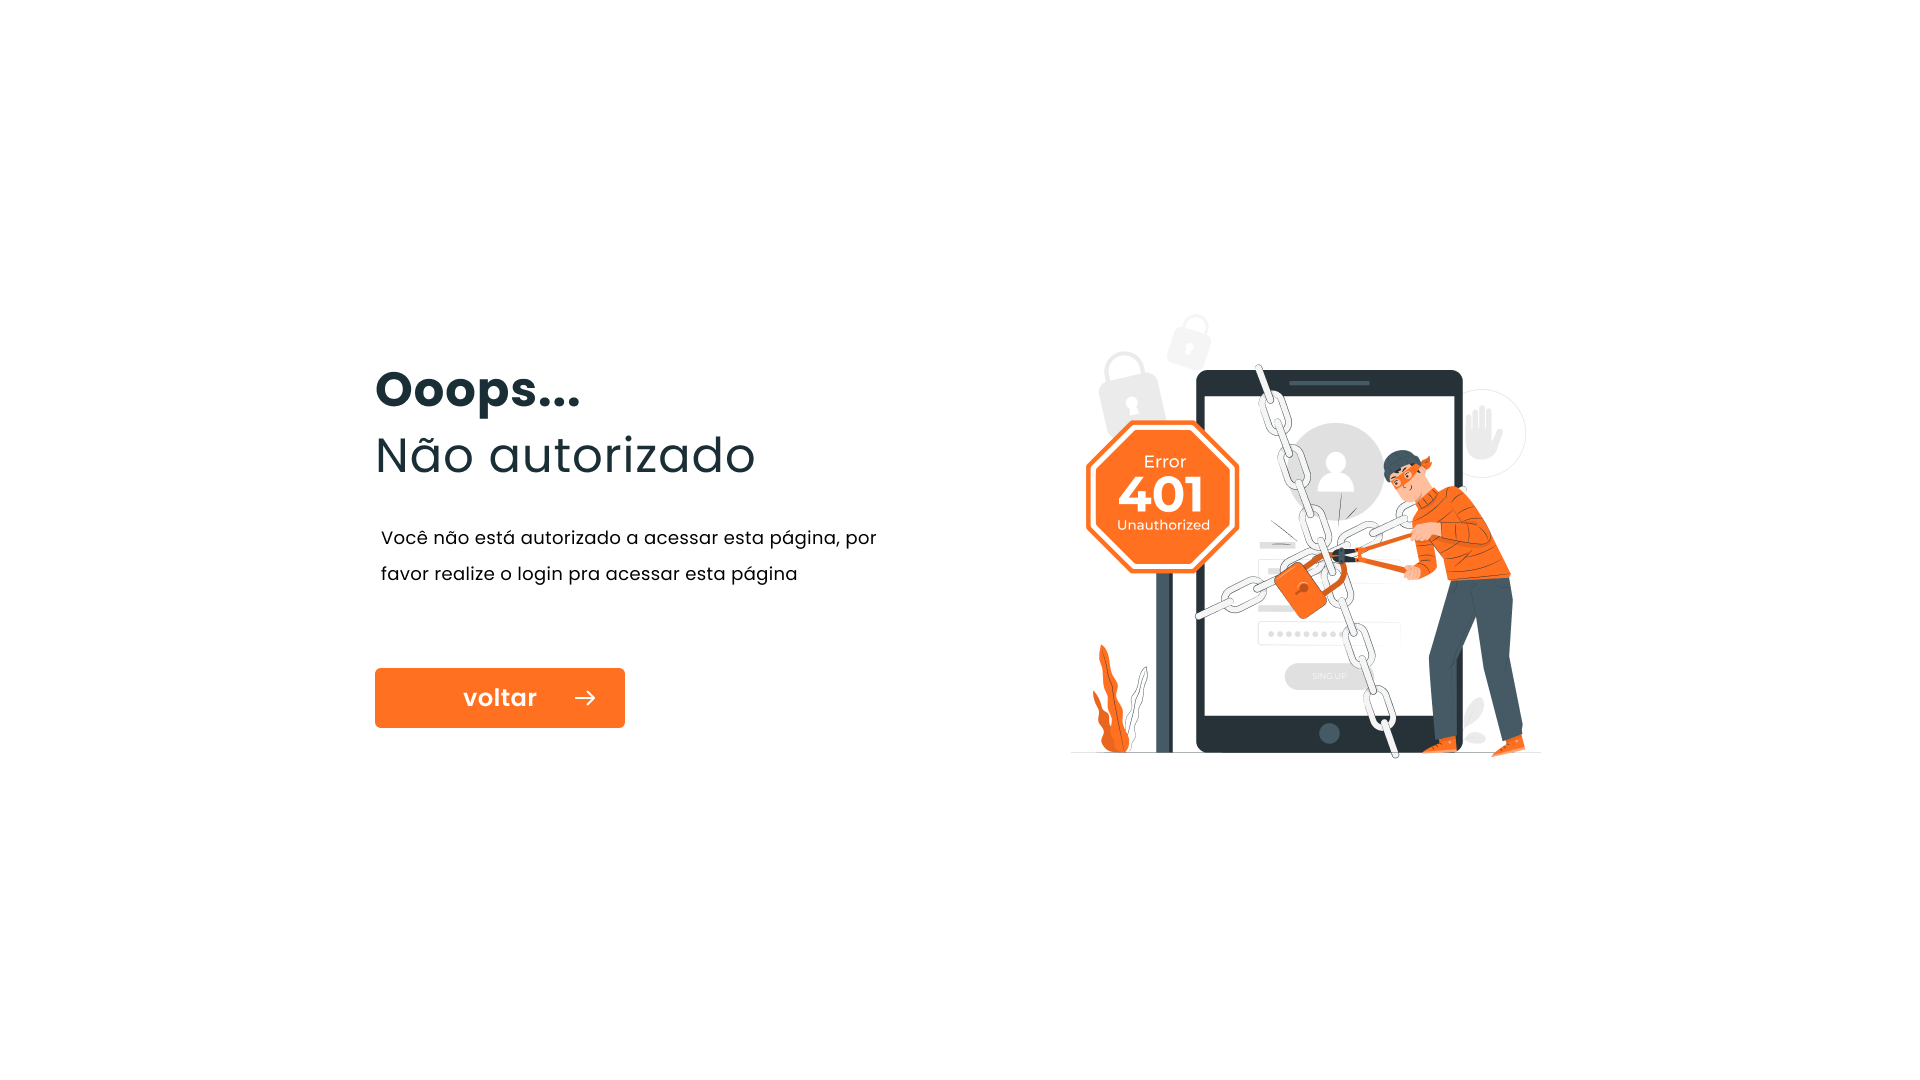 Ooops...
Não autorizado
Você não está autorizado a acessar esta página, por
favor realize o login pra acessar esta página
voltar
Error
401
Unauthorized
SING UP